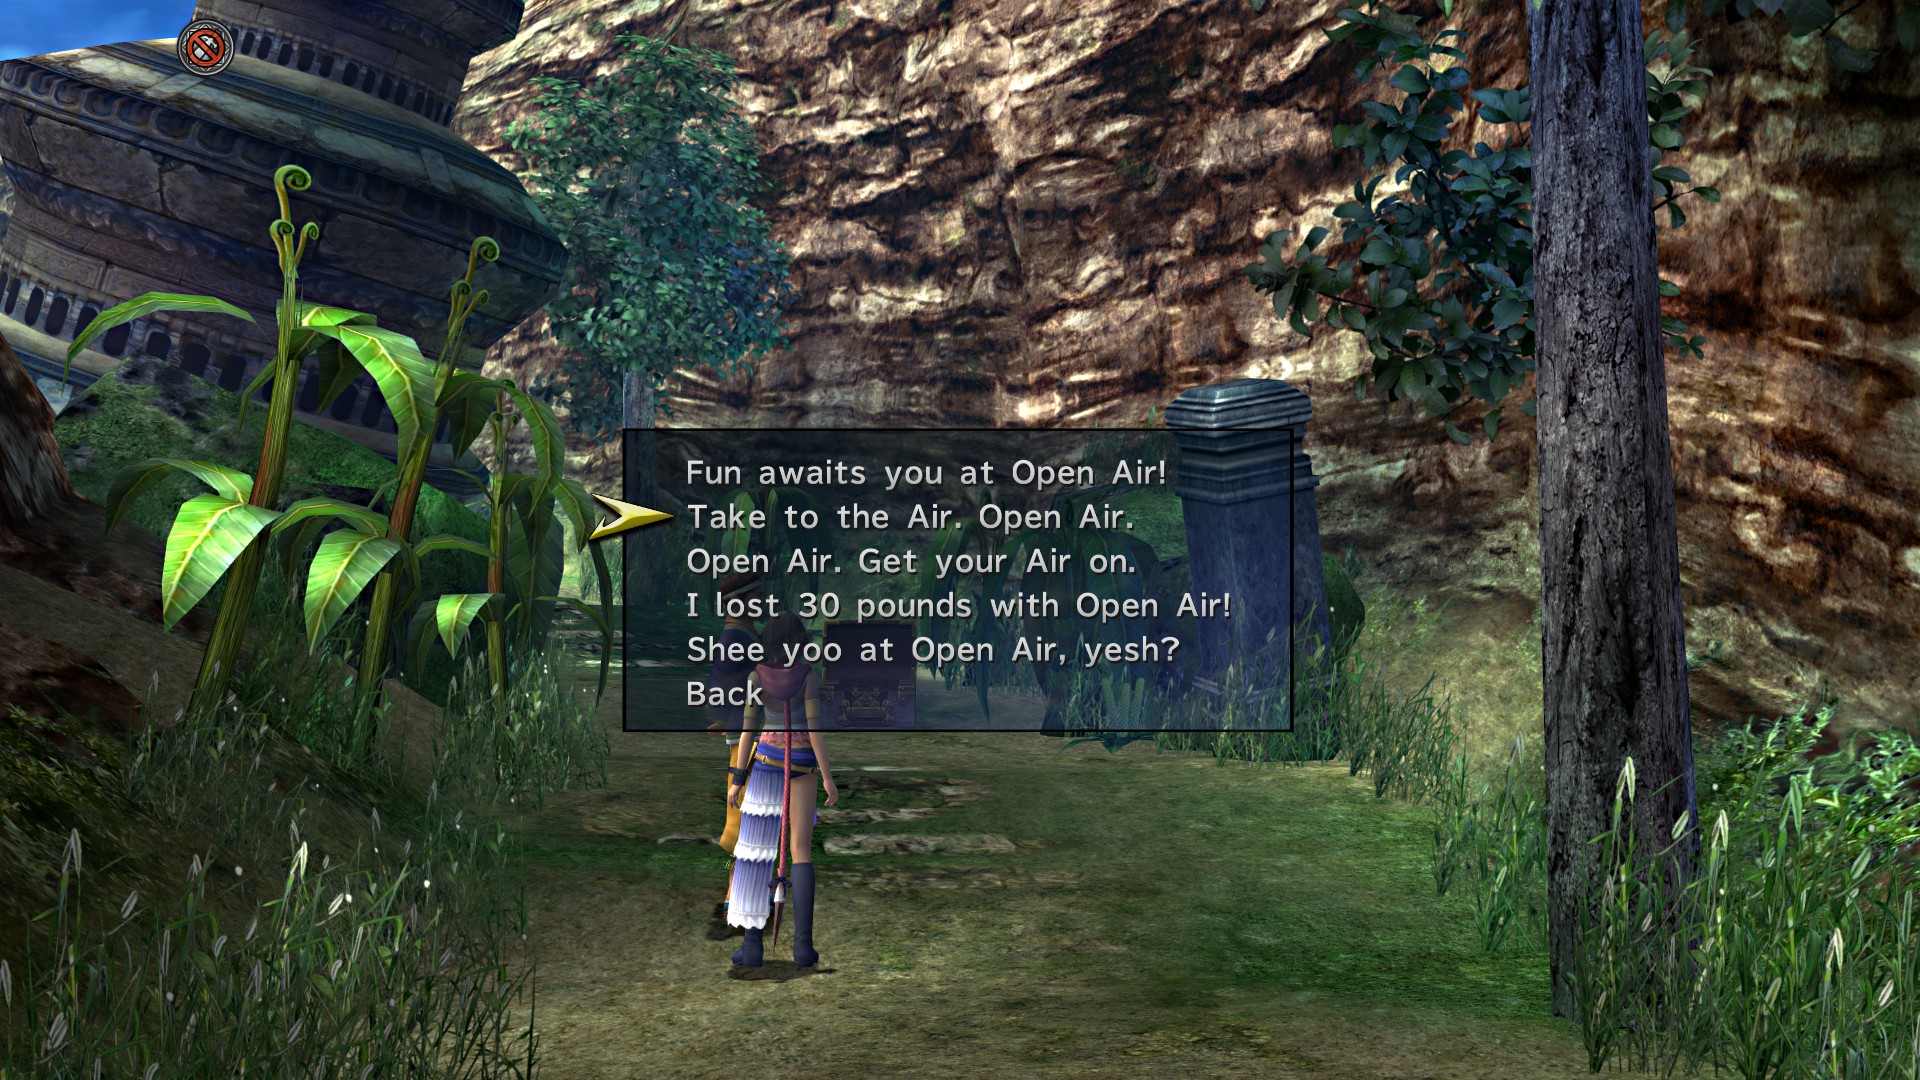 Fun awaits you at Open Air!
Take to the Air. Open Air.
Open Air. Get your Air on.
I lost 30 pounds with Open Air!
Shee yoo at Open Air, yesh?
Back